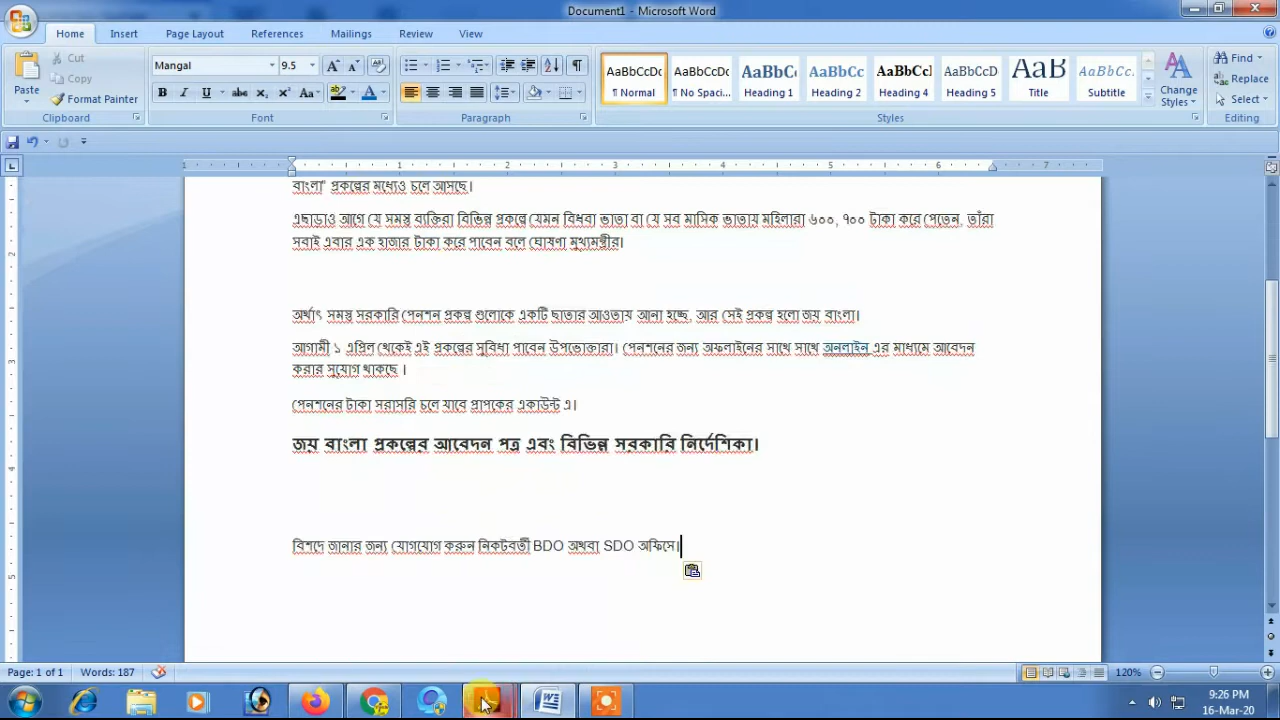 Document1 - Microsoft Word
Home Insert Page Layout References Mailings Review View
Paste
Cut
Copy
Format Painter
Clipboard
Mangal 9.5
Font
Paragraph
AaBbCcDc AaBbCcDc AaBbC AaBbCc AaBbCcI AaBbCcD AaB AaBbCc.
¶ Normal ¶ No Spaci... Heading 1 Heading 2 Heading 4 Heading 5 Title Subtitle
Change Styles
Styles
Find
Replace
Select
Editing
বাংলা" প্রকল্পের মধ্যেও চলে আসছে।
এছাড়াও আগে যে সমস্ত ব্যক্তিরা বিভিন্ন প্রকল্পে যেমন বিধবা ভাতা বা যে সব মাসিক ভাতায় মহিলারা ৬০০, ৭০০ টাকা করে পেতেন, তাঁরা
সবাই এবার এক হাজার টাকা করে পাবেন বলে ঘোষণা মুখ্যমন্ত্রীর।
অর্থাৎ সমস্ত সরকারি পেনশন প্রকল্প গুলোকে একটি ছাতার আওতায় আনা হচ্ছে, আর সেই প্রকল্প হলো জয় বাংলা।
আগামী ১ এপ্রিল থেকেই এই প্রকল্পের সুবিধা পাবেন উপভোক্তারা। পেনশনের জন্য অফলাইনের সাথে সাথে অনলাইন এর মাধ্যমে আবেদন
করার সুযোগ থাকছে ।
পেনশনের টাকা সরাসরি চলে যাবে প্রাপকের একাউন্ট এ।
জয় বাংলা প্রকল্পের আবেদন পত্র এবং বিভিন্ন সরকারি নির্দেশিকা।
বিশদে জানার জন্য যোগযোগ করুন নিকটবর্তী BDO অথবা SDO অফিসে।
Page: 1 of 1 Words: 187 120%
9:26 PM
16-Mar-20